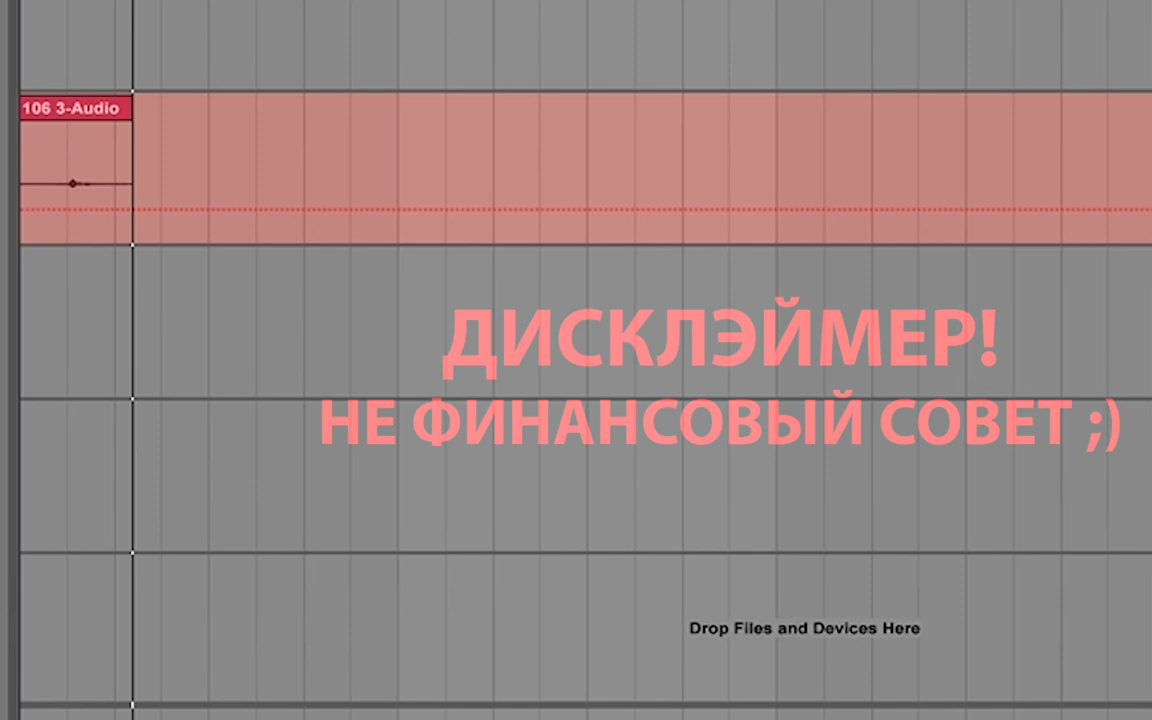 106 3-Audio
ДИСКЛЭЙМЕР!
НЕ ФИНАНСОВЫЙ СОВЕТ ;)
Drop Files and Devices Here